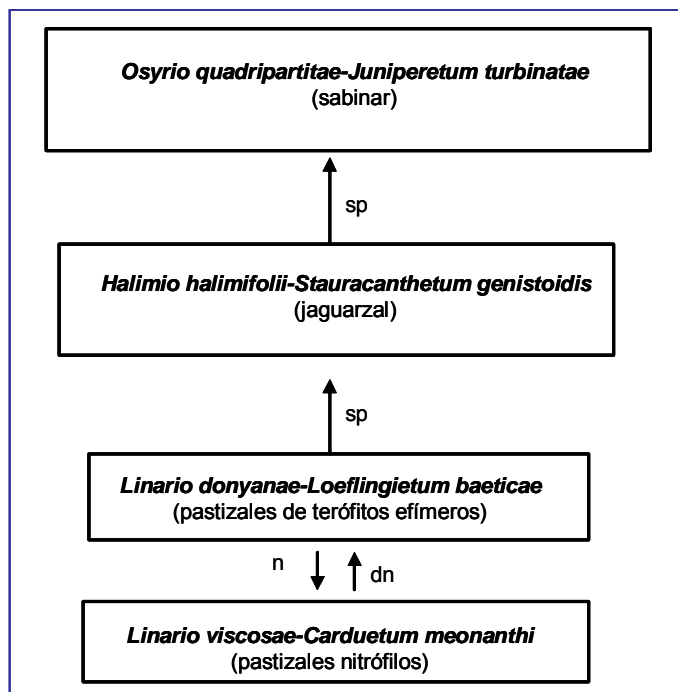 Osyrio quadripartitae-Juniperetum turbinatae
(sabinar)
sp
Halimio halimifolii-Stauracanthetum genistoidis
(jaguarzal)
sp
Linario donyanae-Loeflingietum baeticae
(pastizales de terófitos efímeros)
n
dn
Linario viscosae-Carduetum meonanthi
(pastizales nitrófilos)